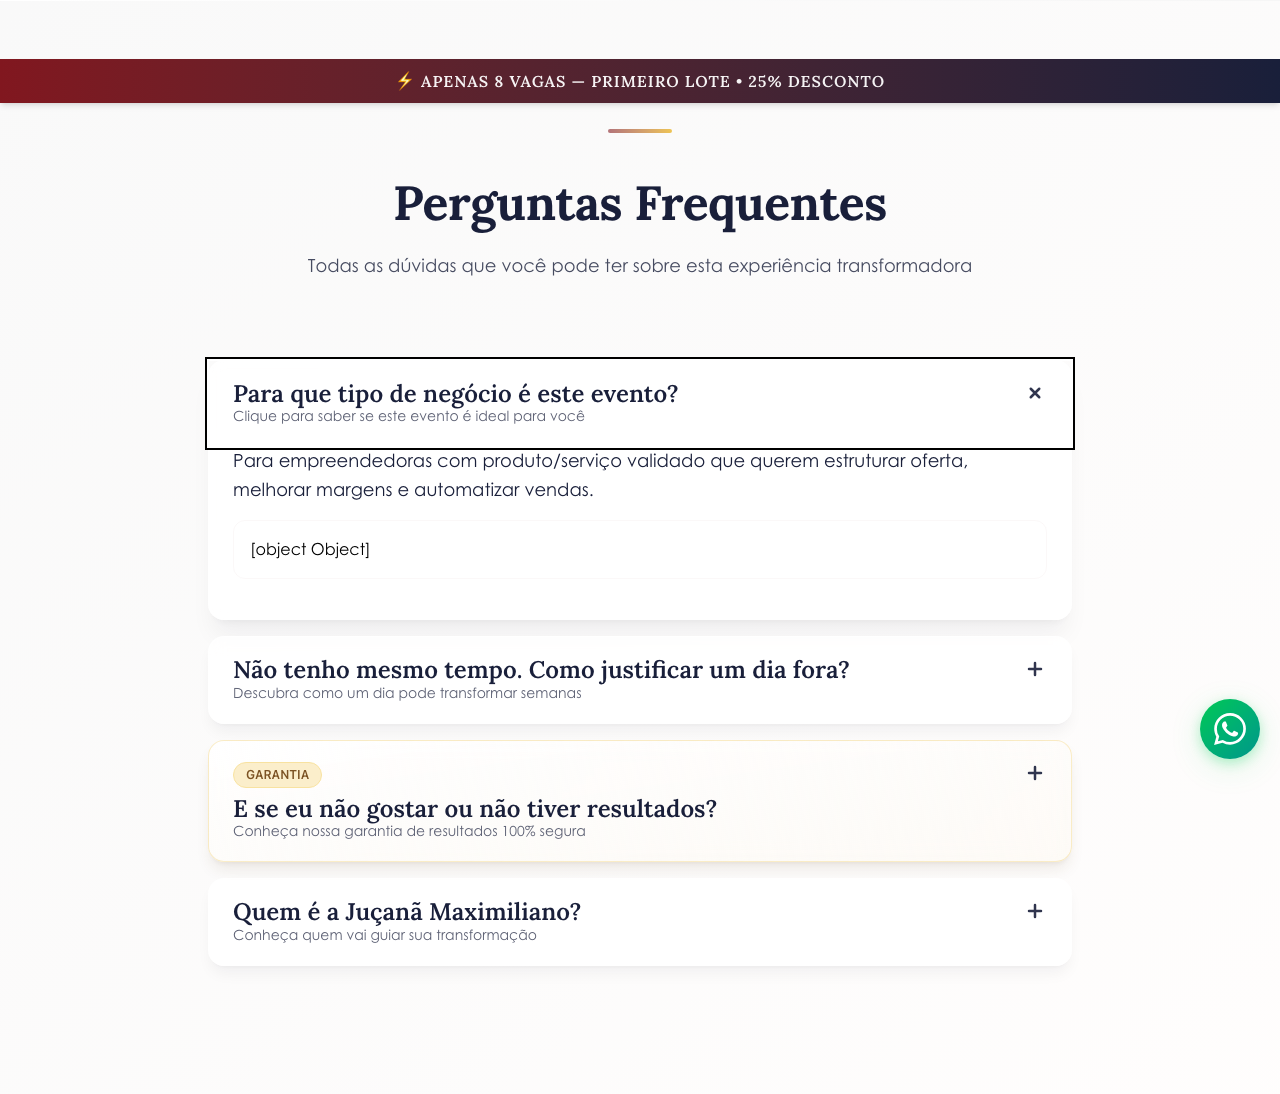 ⚡ APENAS 8 VAGAS — PRIMEIRO LOTE • 25% DESCONTO
Perguntas Frequentes
Todas as dúvidas que você pode ter sobre esta experiência transformadora
Para que tipo de negócio é este evento?
Clique para saber se este evento é ideal para você
Para empreendedoras com produto/serviço validado que querem estruturar oferta,
melhorar margens e automatizar vendas.
[object Object]
Não tenho mesmo tempo. Como justificar um dia fora?
Descubra como um dia pode transformar semanas
GARANTIA
E se eu não gostar ou não tiver resultados?
Conheça nossa garantia de resultados 100% segura
Quem é a Juçanã Maximiliano?
Conheça quem vai guiar sua transformação